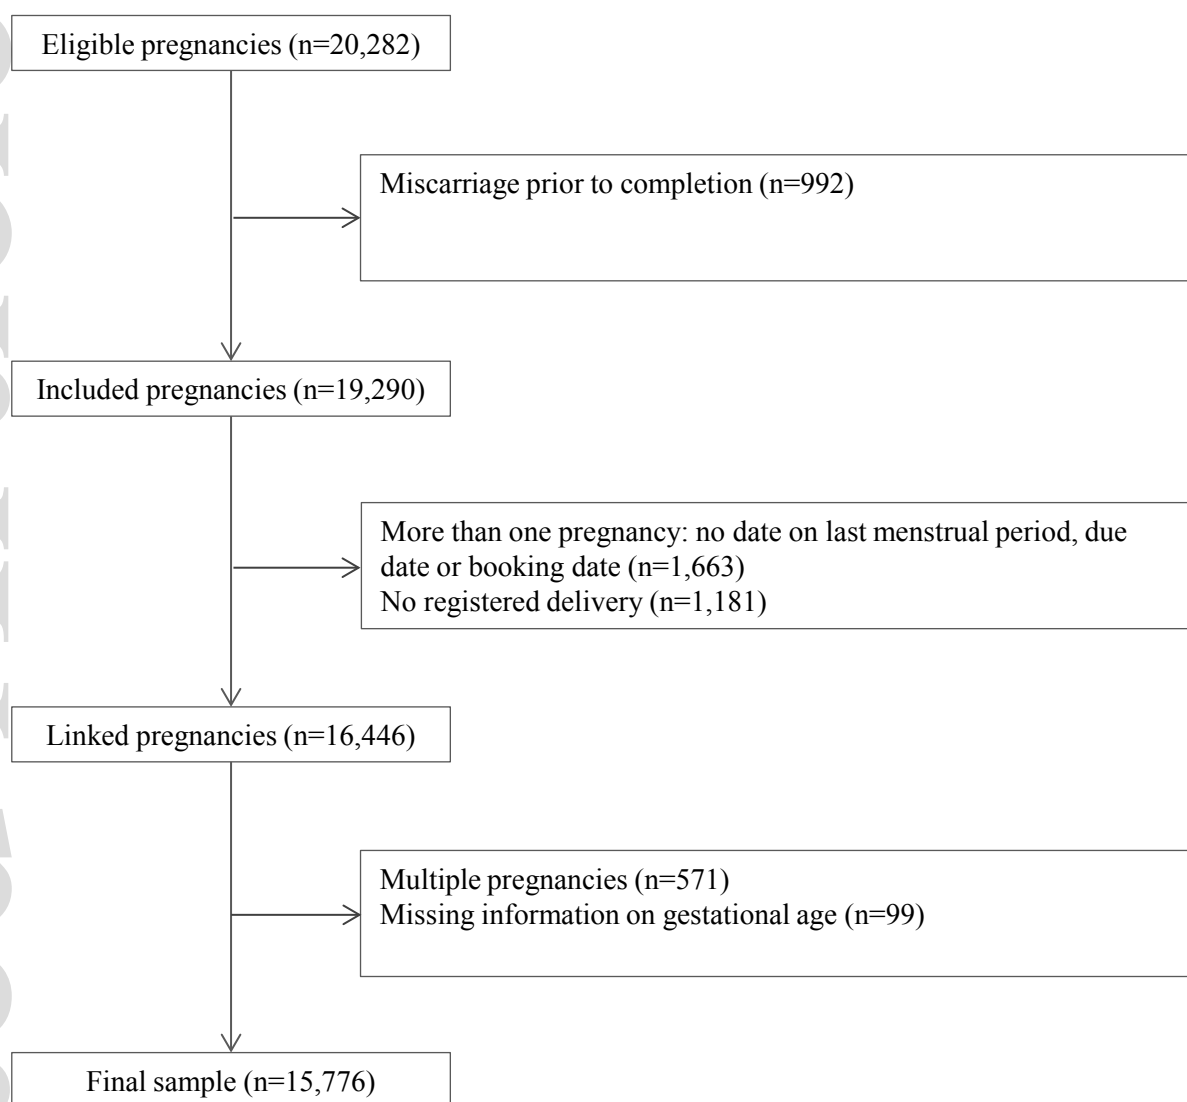 Eligible pregnancies (n=20,282)
Miscarriage prior to completion (n=992)
Included pregnancies (n=19,290)
More than one pregnancy: no date on last menstrual period, due
date or booking date (n=1,663)
No registered delivery (n=1,181)
Linked pregnancies (n=16,446)
Multiple pregnancies (n=571)
Missing information on gestational age (n=99)
Final sample (n=15,776)